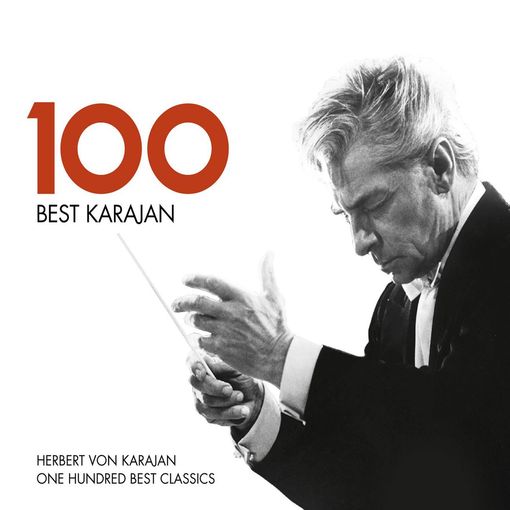 100
BEST KARAJAN
HERBERT VON KARAJAN
ONE HUNDRED BEST CLASSICS